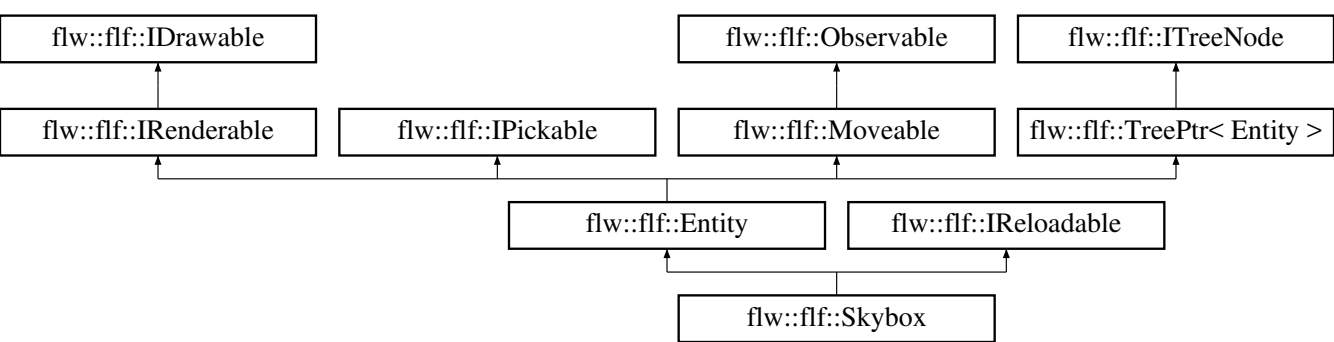 flw::flf::IDrawable
flw::flf::Observable
flw::flf::ITreeNode
flw::flf::IRenderable
flw::flf::IPickable
flw::flf::Moveable
flw::flf::TreePtr< Entity >
flw::flf::Entity
flw::flf::IReloadable
flw::flf::Skybox